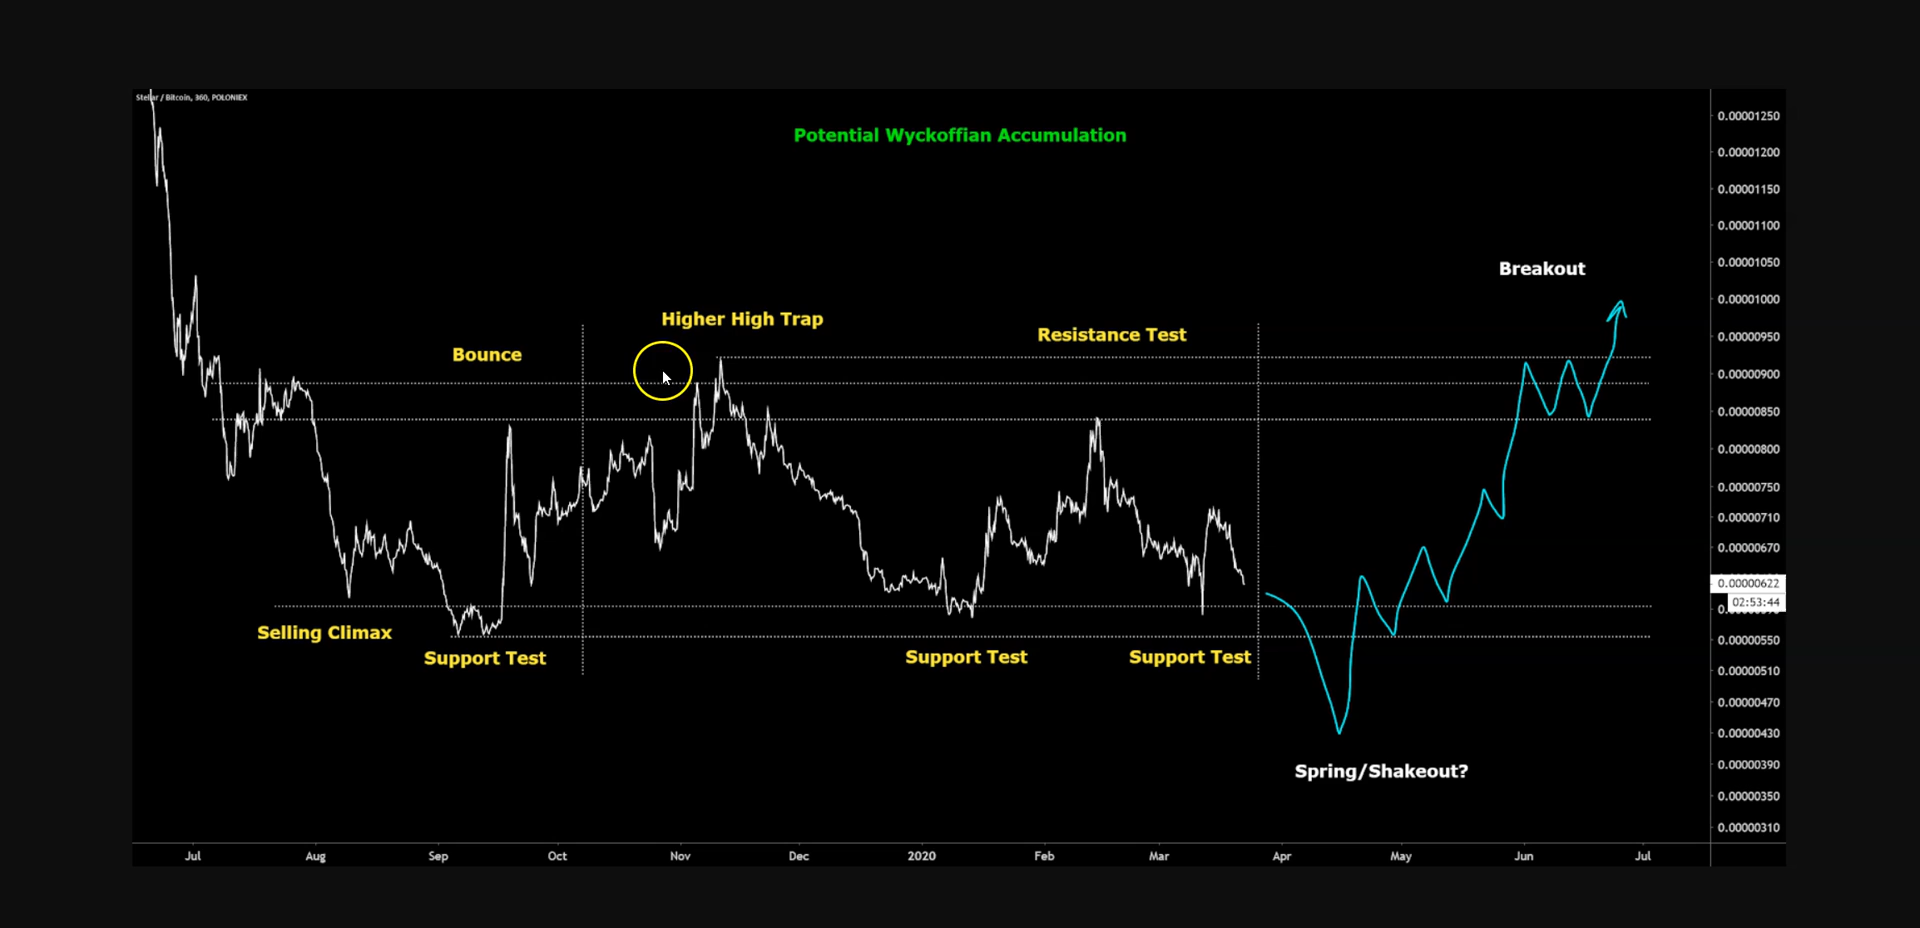 Stellar / Bitcoin, 360, POLONIEX
Potential Wyckoffian Accumulation
Breakout
Higher High Trap
Resistance Test
Bounce
Selling Climax
Support Test
Support Test
Support Test
Spring/Shakeout?
0.00001250
0.00001200
0.00001150
0.00001100
0.00001050
0.00001000
0.00000950
0.00000900
0.00000850
0.00000800
0.00000750
0.00000710
0.00000670
0.00000622
02:53:44
0.00000550
0.00000510
0.00000470
0.00000430
0.00000390
0.00000350
0.00000310
Jul Aug Sep Oct Nov Dec 2020 Feb Mar Apr May Jun Jul